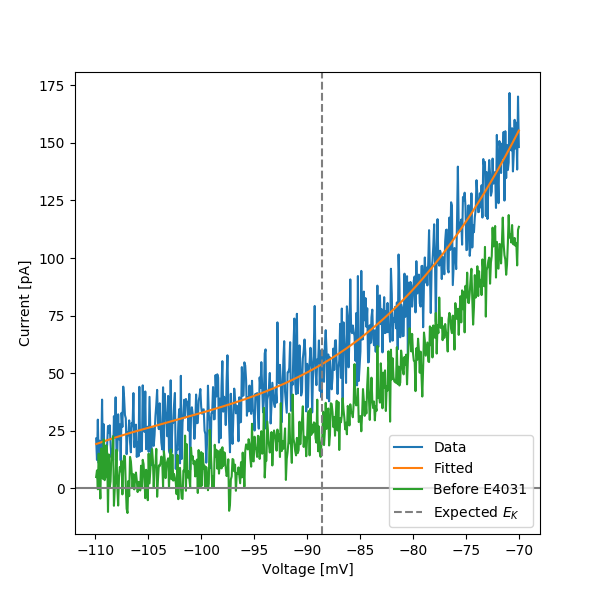 175
150
125
100
75
50
25
0
Current [pA]
−110
−105
−100
−95
−90
−85
−80
−75
−70
Voltage [mV]
Data
Fitted
Before E4031
Expected E_K